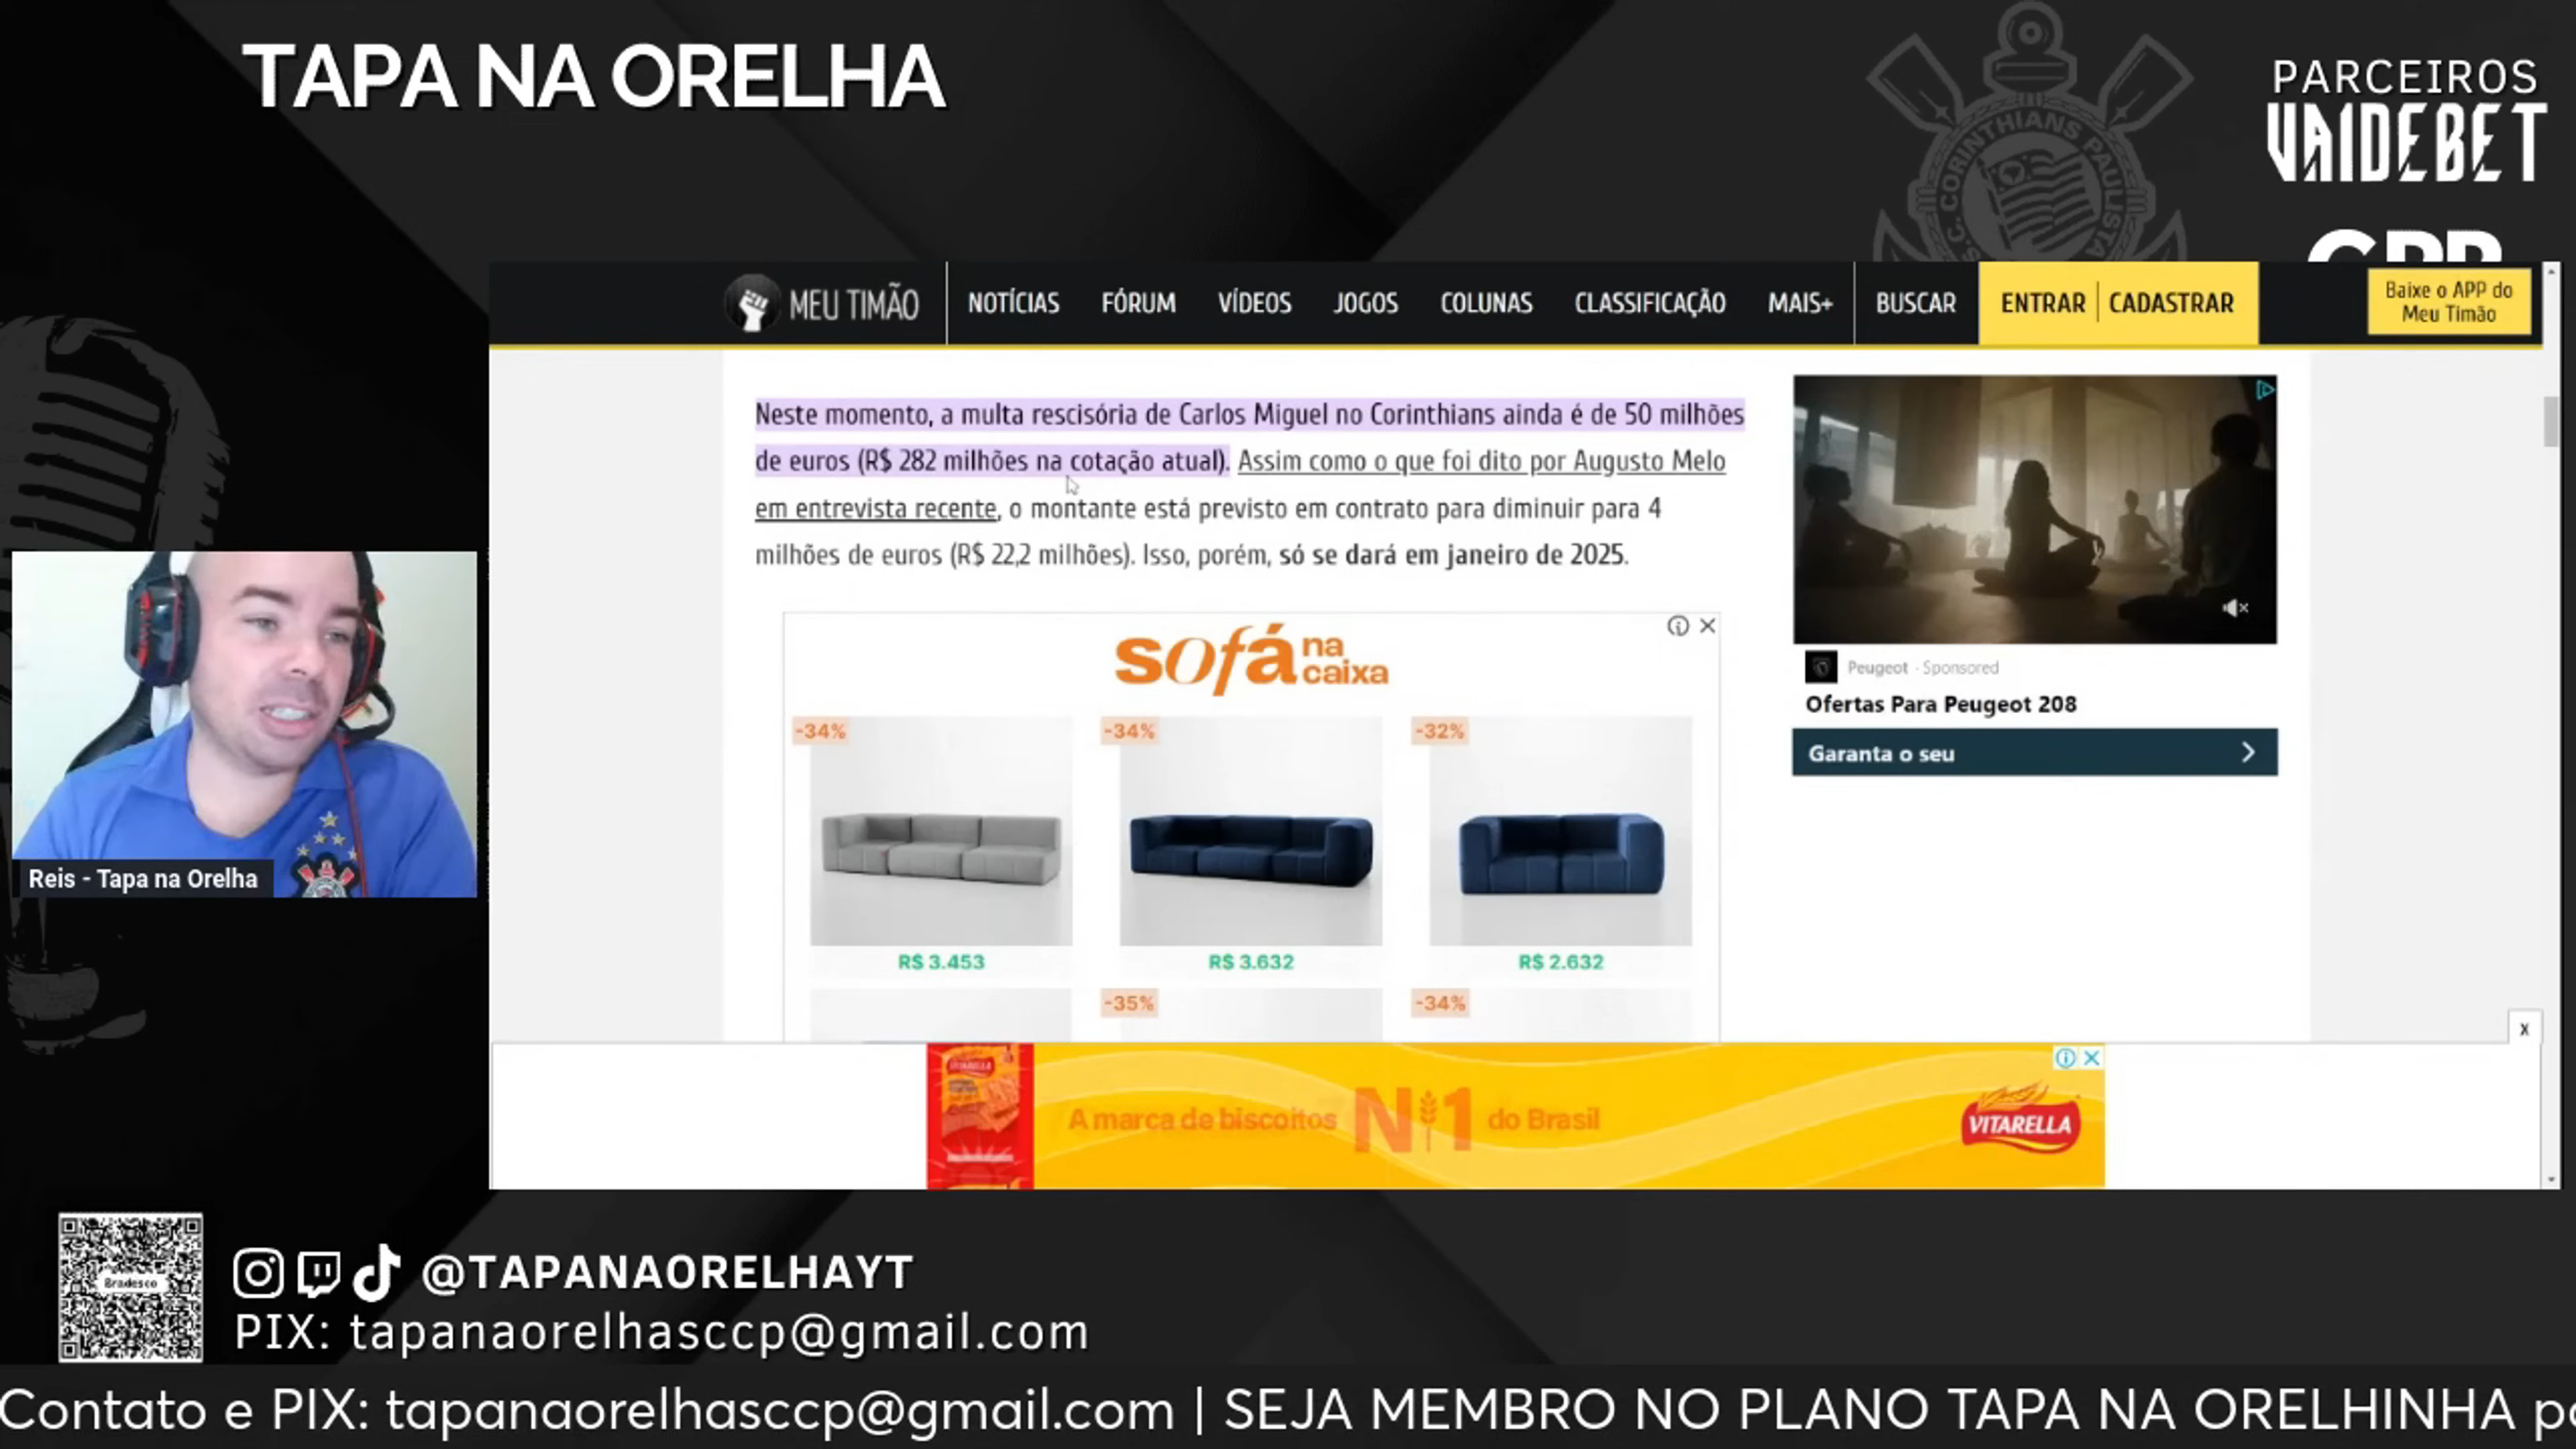 TAPA NA ORELHA
PARCEIROS
VAIDEBET
CORINTHIANS PAULISTA
MEU TIMÃO
NOTÍCIAS
FÓRUM
VÍDEOS
JOGOS
COLUNAS
CLASSIFICAÇÃO
MAIS+
BUSCAR
ENTRAR
CADASTRAR
Baixe o APP do
Meu Timão
Neste momento, a multa rescisória de Carlos Miguel no Corinthians ainda é de 50 milhões
de euros (R$ 282 milhões na cotação atual). Assim como o que foi dito por Augusto Melo
em entrevista recente, o montante está previsto em contrato para diminuir para 4
milhões de euros (R$ 22,2 milhões). Isso, porém, só se dará em janeiro de 2025.
sofá na
caixa
-34%
-34%
-32%
R$ 3.453
R$ 3.632
R$ 2.632
-35%
-34%
Peugeot · Sponsored
Ofertas Para Peugeot 208
Garanta o seu
x
Reis - Tapa na Orelha
VITARELLA
A marca de biscoitos Nº1 do Brasil
VITARELLA
Bradesco
@TAPANAORELHAYT
PIX: tapanaorelhasccp@gmail.com
Contato e PIX: tapanaorelhasccp@gmail.com | SEJA MEMBRO NO PLANO TAPA NA ORELHINHA